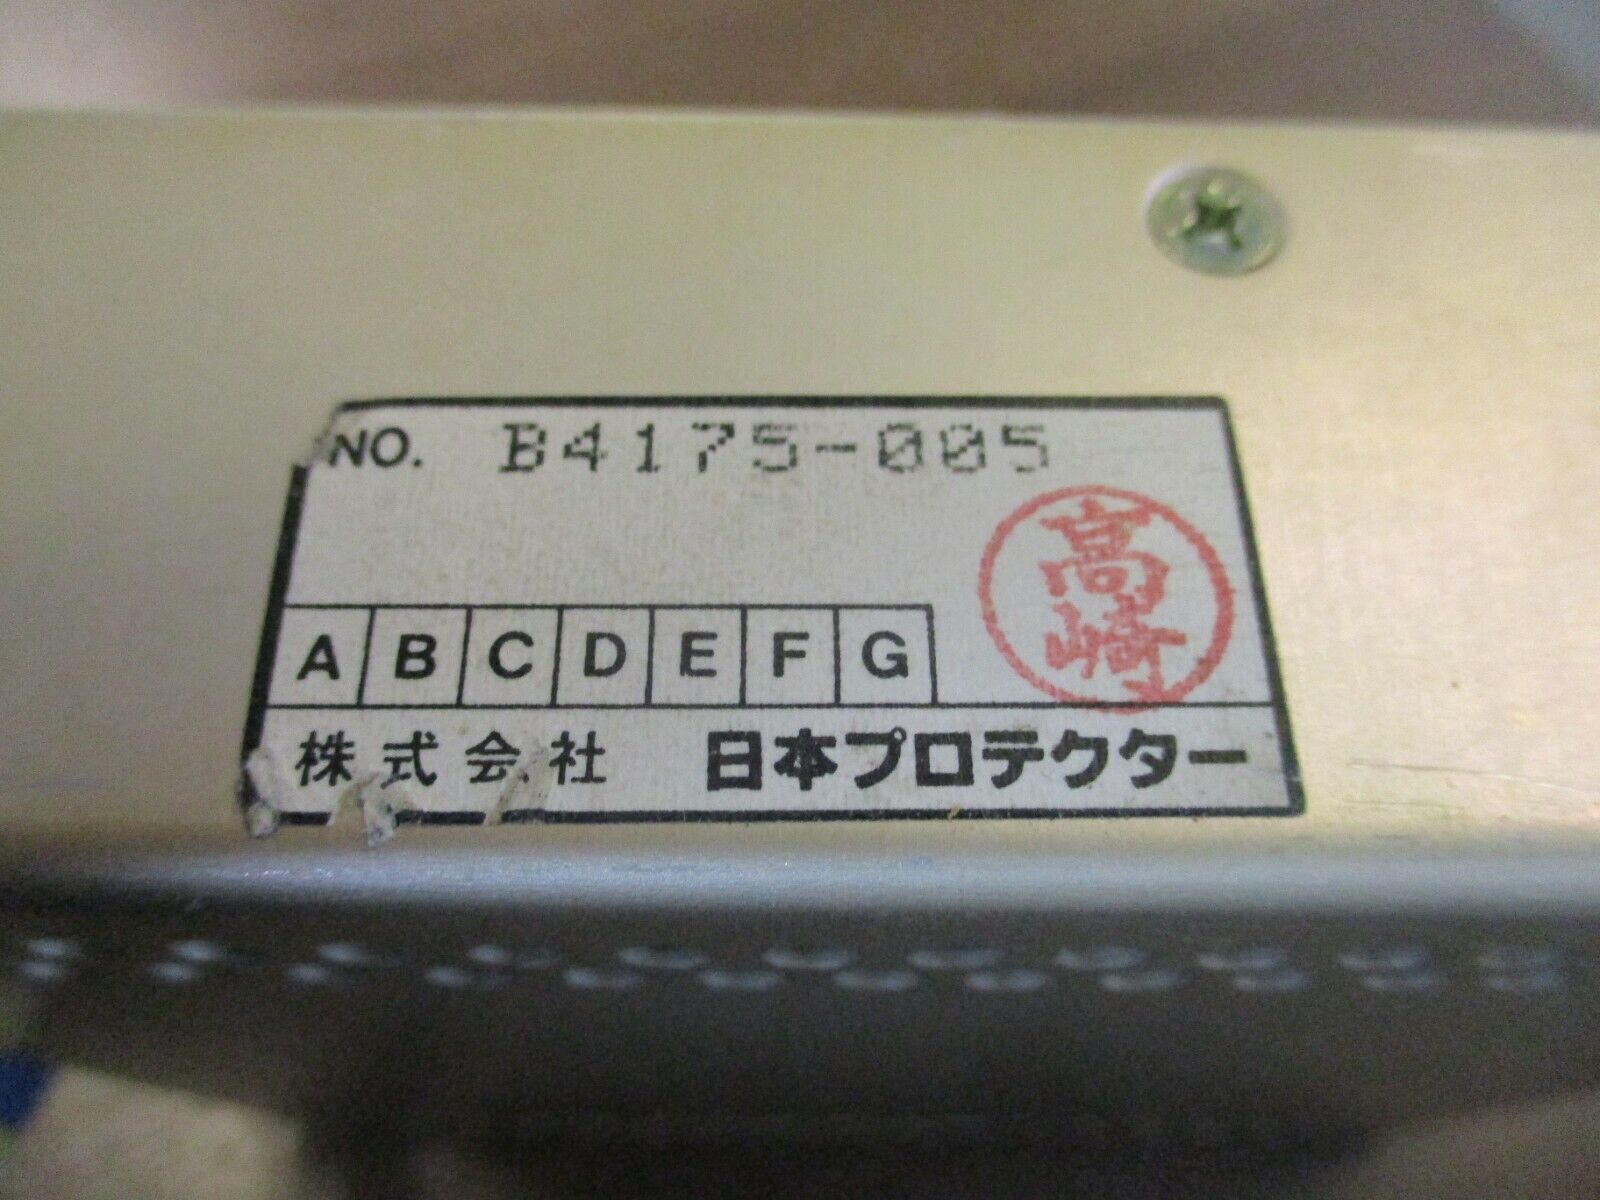 NO. B4175-005
高崎
A B C D E F G
株式会社 日本プロテクター